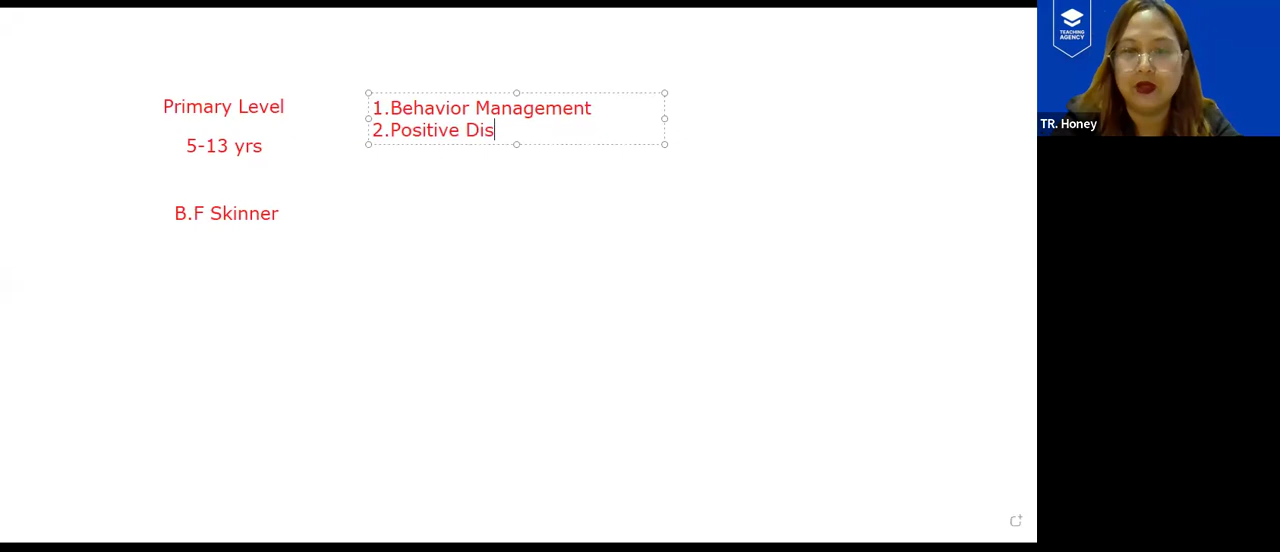 Primary Level
5-13 yrs
B.F Skinner
1.Behavior Management
2.Positive Dis
TEACHING
AGENCY
TR. Honey